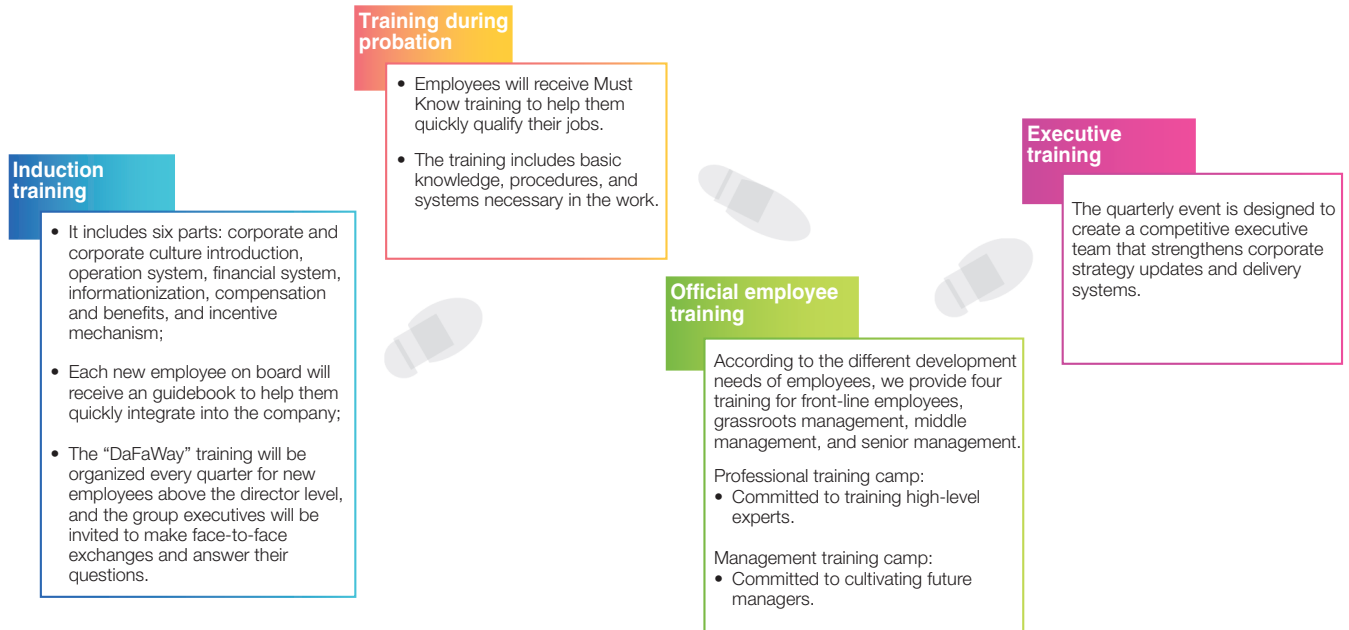 Induction
training
• It includes six parts: corporate and
corporate culture introduction,
operation system, financial system,
informationization, compensation
and benefits, and incentive
mechanism;
• Each new employee on board will
receive an guidebook to help them
quickly integrate into the company;
• The “DaFaWay” training will be
organized every quarter for new
employees above the director level,
and the group executives will be
invited to make face-to-face
exchanges and answer their
questions.
Training during
probation
• Employees will receive Must
Know training to help them
quickly qualify their jobs.
• The training includes basic
knowledge, procedures, and
systems necessary in the work.
Official employee
training
According to the different development
needs of employees, we provide four
training for front-line employees,
grassroots management, middle
management, and senior management.
Professional training camp:
• Committed to training high-level
experts.
Management training camp:
• Committed to cultivating future
managers.
Executive
training
The quarterly event is designed to
create a competitive executive
team that strengthens corporate
strategy updates and delivery
systems.